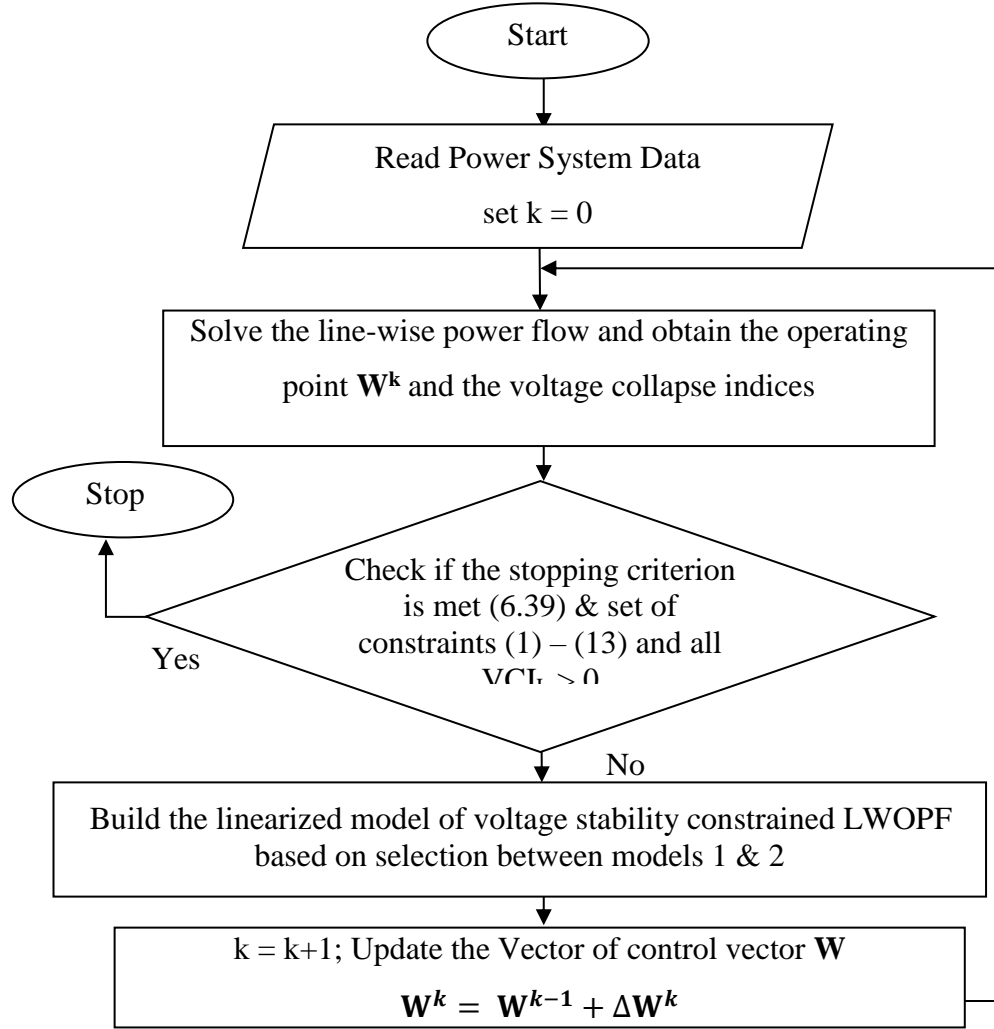 Start
Read Power System Data
set k = 0
Solve the line-wise power flow and obtain the operating
point W^k and the voltage collapse indices
Stop
Check if the stopping criterion
is met (6.39) & set of
constraints (1) – (13) and all
> 0
Yes
No
Build the linearized model of voltage stability constrained LWOPF
based on selection between models 1 & 2
k = k+1; Update the Vector of control vector W
W^k = W^{k−1} + ΔW^k